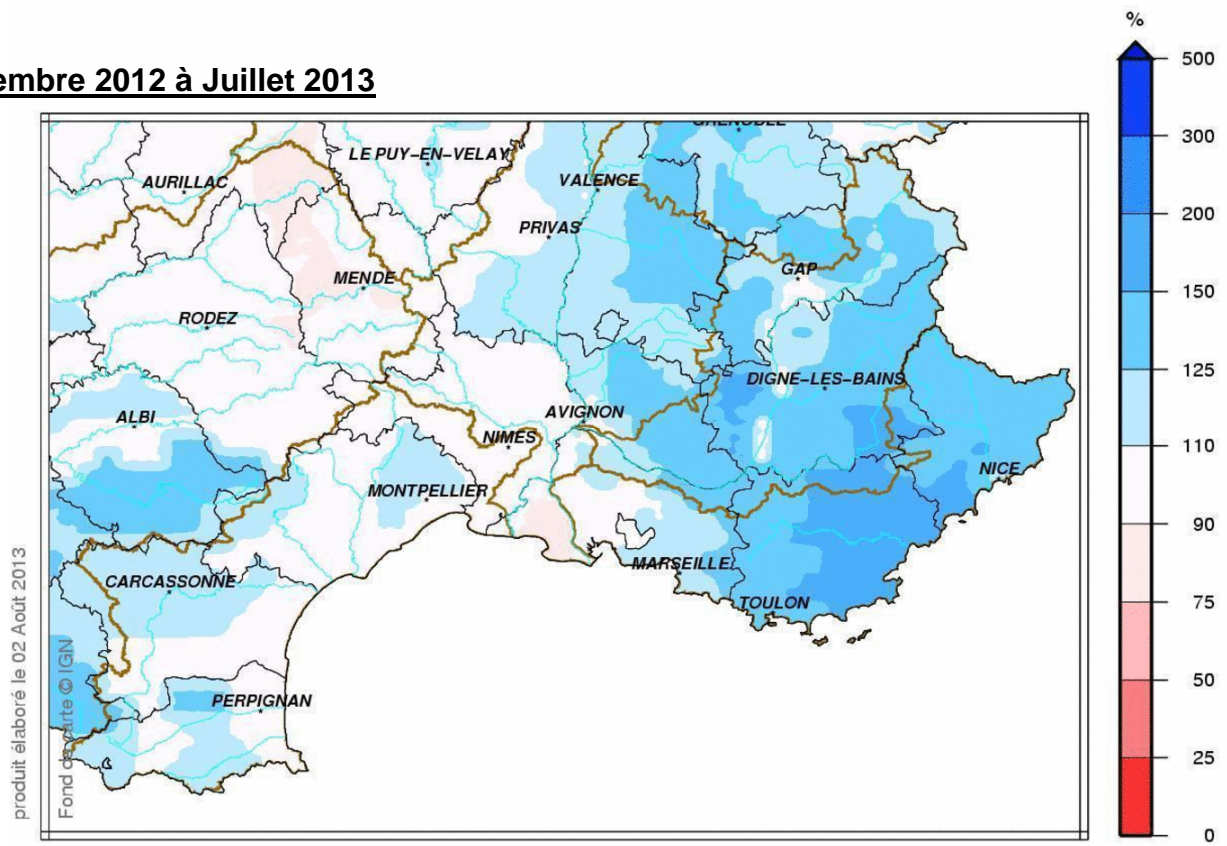 %
embre 2012 à Juillet 2013
500
300
200
150
125
110
90
75
50
25
0
GRENOBLE
LE PUY-EN-VELAY
AURILLAC
VALENCE
PRIVAS
GAP
MENDE
RODEZ
DIGNE-LES-BAINS
ALBI
AVIGNON
NIMES
NICE
MONTPELLIER
MARSEILLE
CARCASSONNE
TOULON
PERPIGNAN
produit élaboré le 02 Août 2013
Fond de carte © IGN